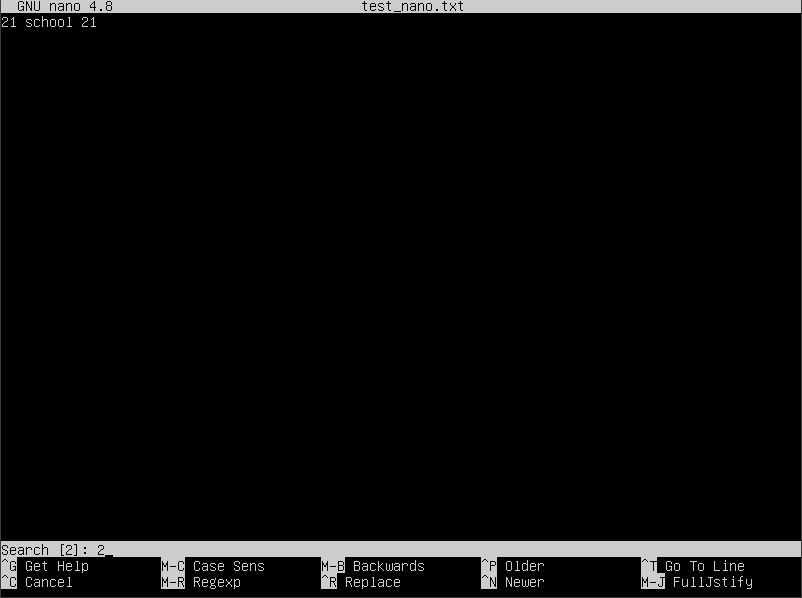 GNU nano 4.8 test_nano.txt
21 school 21
Search [2]: 2_
^G Get Help M-C Case Sens M-B Backwards ^P Older ^T Go To Line
^C Cancel M-R Regexp ^R Replace ^N Newer M-J FullJstify